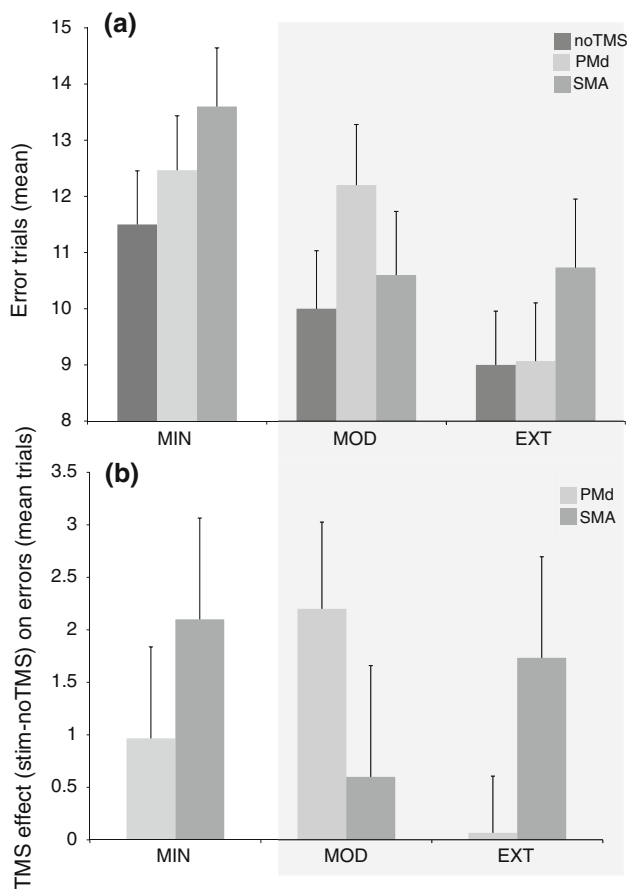 (a)
noTMS
PMd
SMA
Error trials (mean)
15
14
13
12
11
10
9
8
MIN MOD EXT
(b)
PMd
SMA
TMS effect (stim-noTMS) on errors (mean trials)
3.5
3
2.5
2
1.5
1
0.5
0
MIN MOD EXT